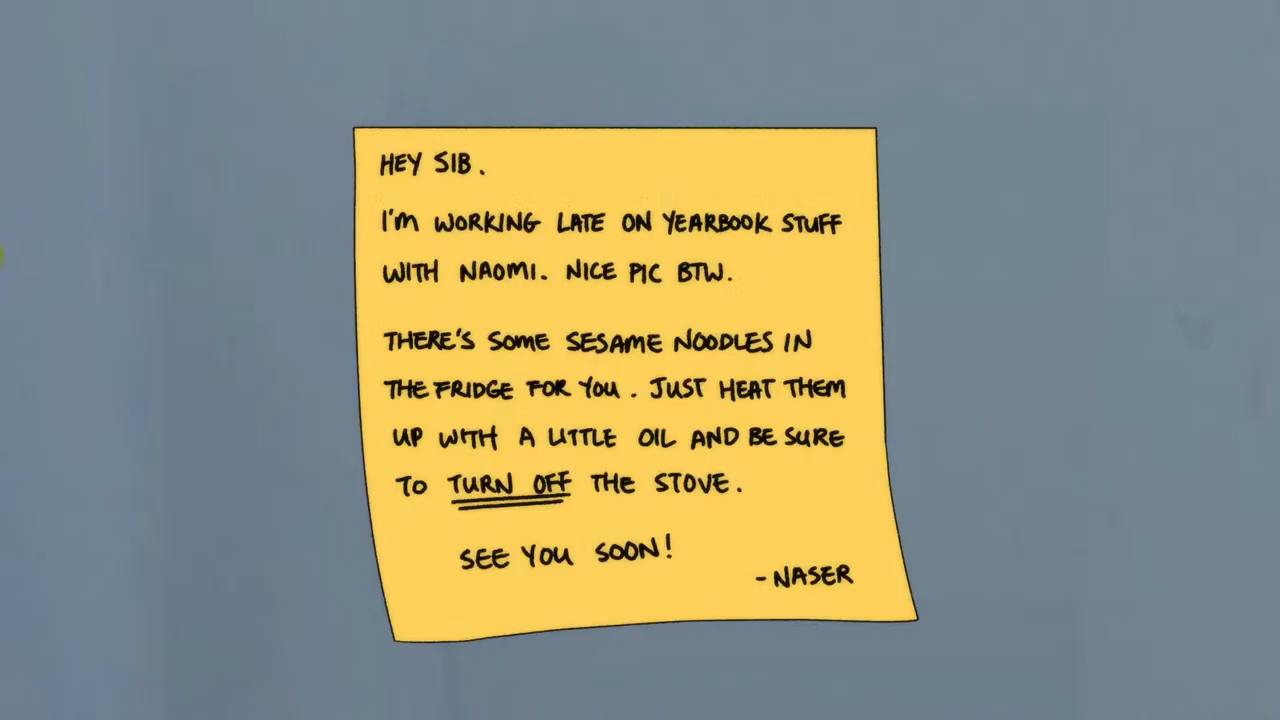 HEY SIB.
I'M WORKING LATE ON YEARBOOK STUFF
WITH NAOMI. NICE PIC BTW.
THERE'S SOME SESAME NOODLES IN
THE FRIDGE FOR YOU. JUST HEAT THEM
UP WITH A LITTLE OIL AND BE SURE
TO TURN OFF THE STOVE.
SEE YOU SOON!
-NASER